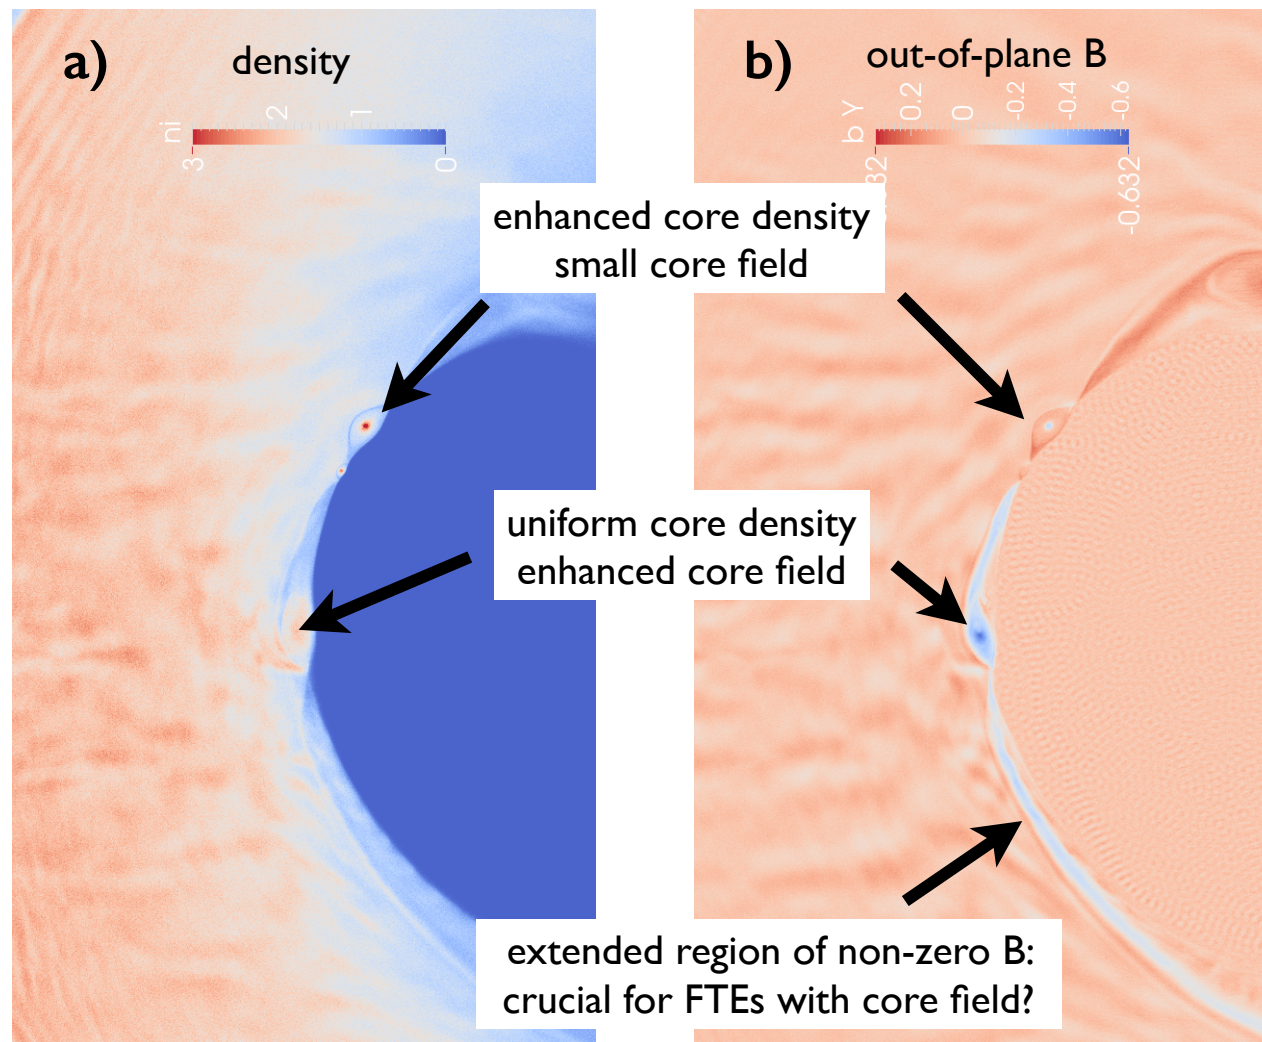 a)
density
ni
3
2
1
0
b)
out-of-plane B
b Y
0.2
0
-0.2
-0.4
-0.6
-0.632
enhanced core density
small core field
uniform core density
enhanced core field
extended region of non-zero B:
crucial for FTEs with core field?